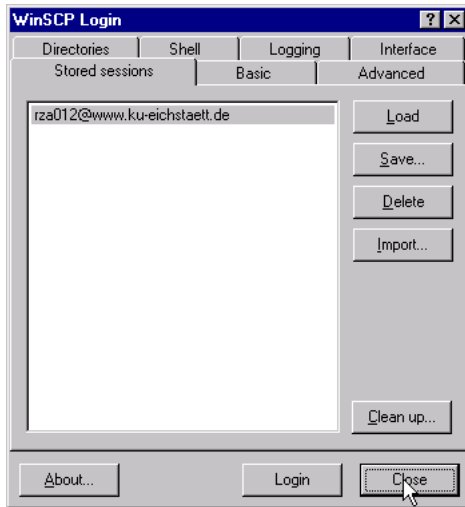 WinSCP Login
Directories Shell Logging Interface
Stored sessions Basic Advanced
rza012@www.ku-eichstaett.de
Load
Save...
Delete
Import...
Clean up...
About... Login Close